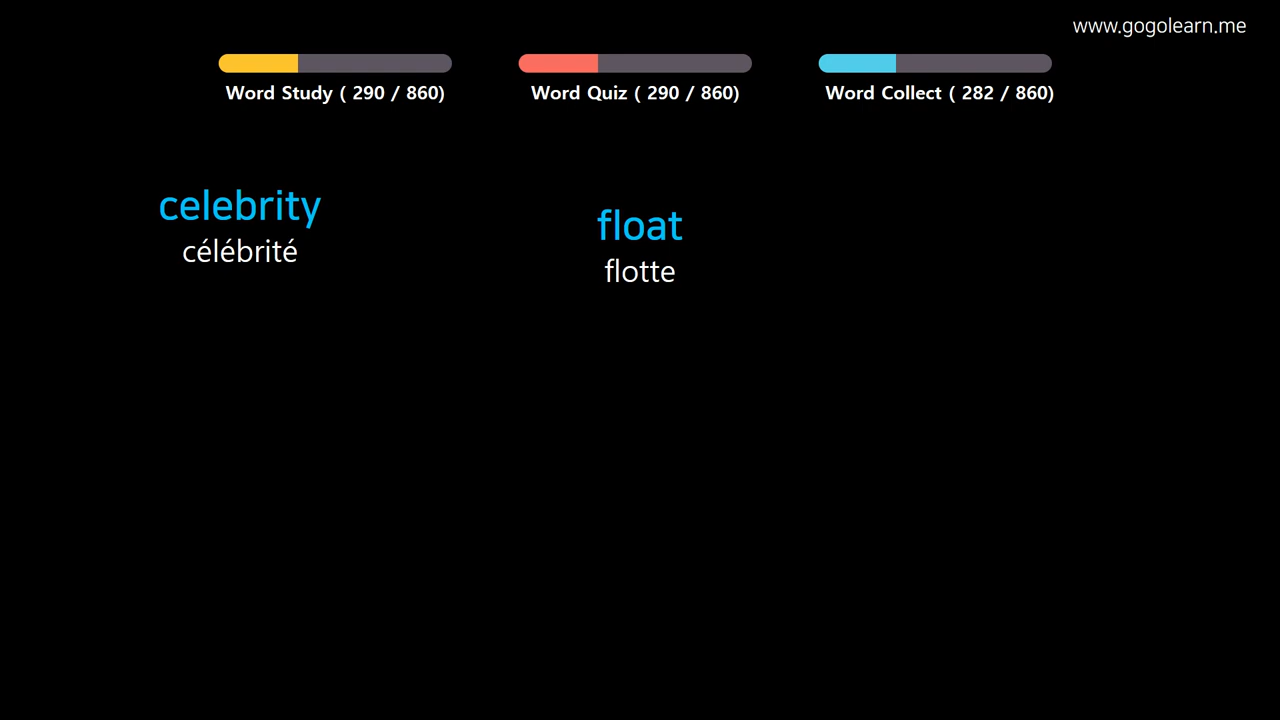 www.gogolearn.me
Word Study ( 290 / 860)
Word Quiz ( 290 / 860)
Word Collect ( 282 / 860)
celebrity
célébrité
float
flotte